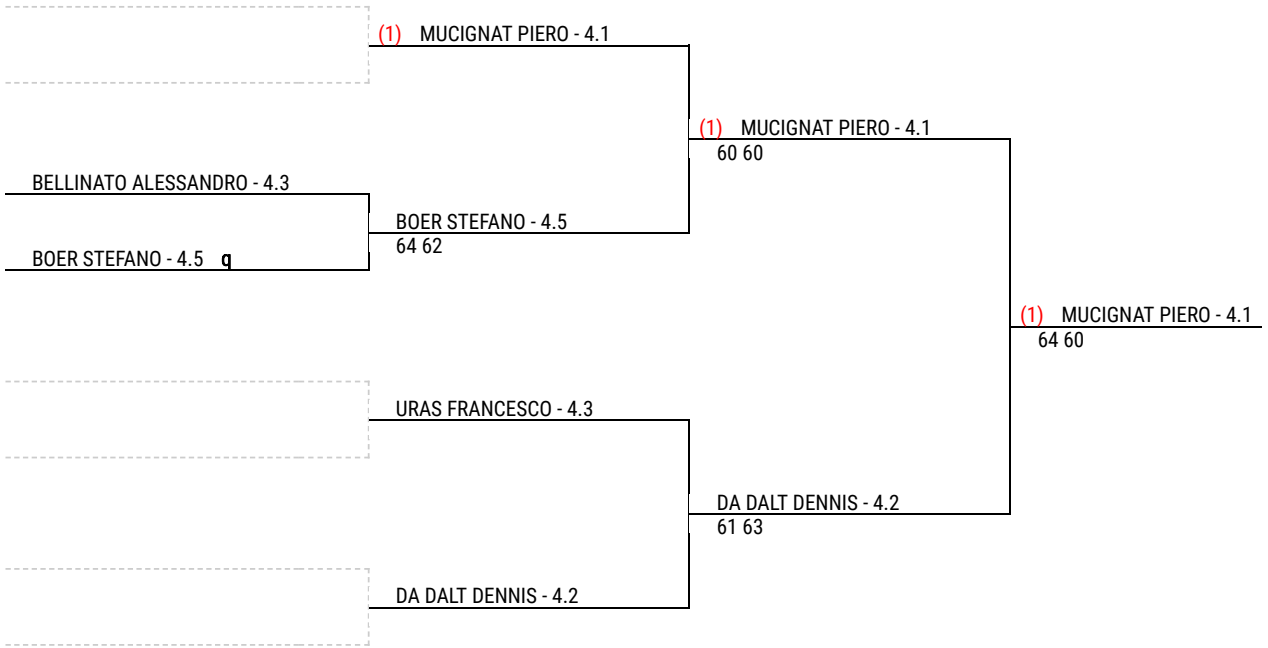 (1) MUCIGNAT PIERO - 4.1
(1) MUCIGNAT PIERO - 4.1
60 60
BELLINATO ALESSANDRO - 4.3
BOER STEFANO - 4.5
64 62
BOER STEFANO - 4.5 q
(1) MUCIGNAT PIERO - 4.1
64 60
URAS FRANCESCO - 4.3
DA DALT DENNIS - 4.2
61 63
DA DALT DENNIS - 4.2